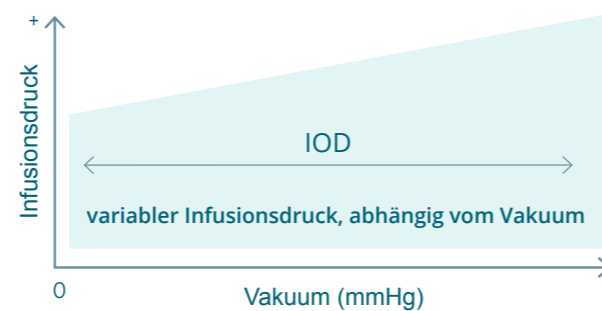 +
Infusionsdruck
IOD
variabler Infusionsdruck, abhängig vom Vakuum
0
Vakuum (mmHg)